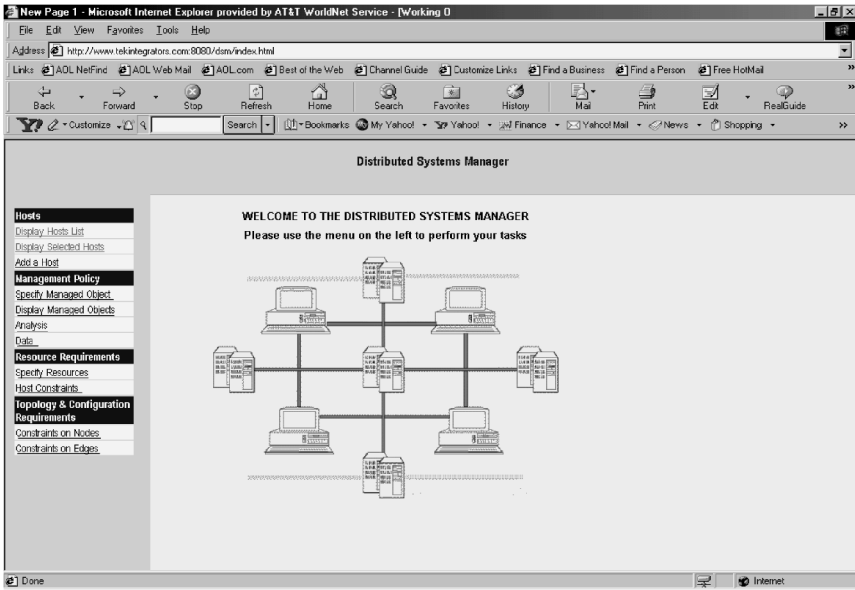 New Page 1 - Microsoft Internet Explorer provided by AT&T WorldNet Service - [Working O
File Edit View Favorites Tools Help
Address http://www.tekintegrators.com:8080/dsm/index.html
Links AOL NetFind AOL Web Mail AOL.com Best of the Web Channel Guide Customize Links Find a Business Find a Person Free HotMail »
Back Forward Stop Refresh Home Search Favorites History Mail Print Edit RealGuide »
Y7 Customize Search Bookmarks My Yahoo! Yahoo! Finance Yahoo! Mail News Shopping »
Distributed Systems Manager
Hosts
Display Hosts List
Display Selected Hosts
Add a Host
Management Policy
Specify Managed Object
Display Managed Objects
Analysis
Data
Resource Requirements
Specify Resources
Host Constraints
Topology & Configuration
Requirements
Constraints on Nodes
Constraints on Edges
WELCOME TO THE DISTRIBUTED SYSTEMS MANAGER
Please use the menu on the left to perform your tasks
Done Internet